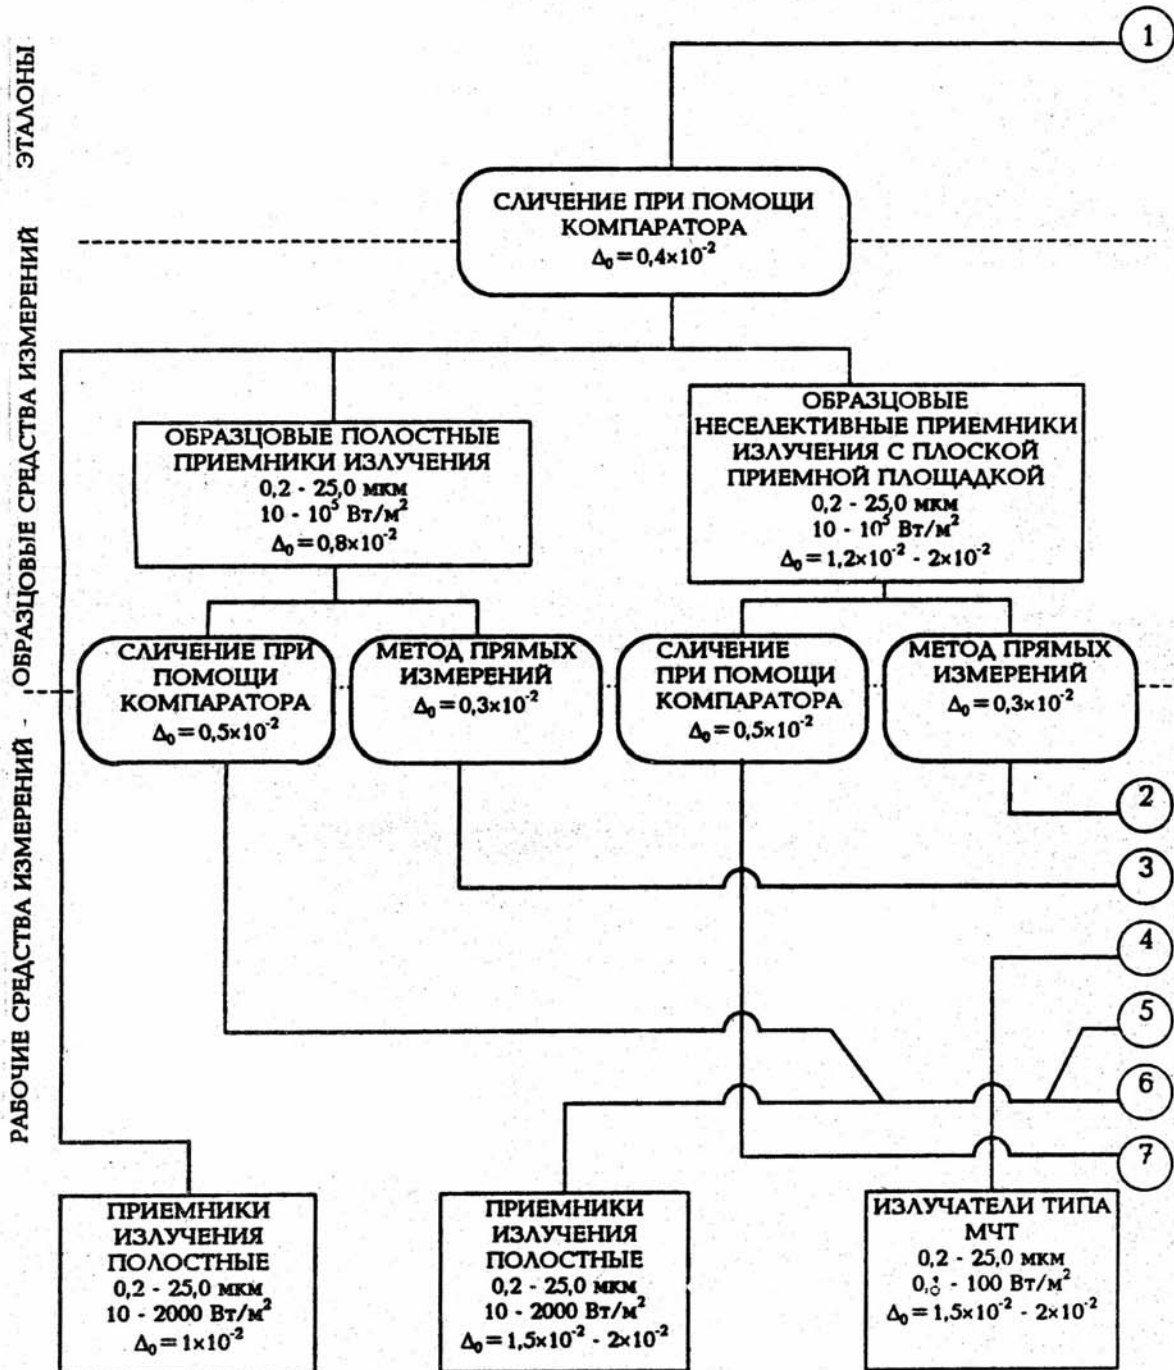 1
ЭТАЛОНЫ
СЛИЧЕНИЕ ПРИ ПОМОЩИ
КОМПАРАТОРА
Δ₀ = 0,4×10⁻²
ОБРАЗЦОВЫЕ СРЕДСТВА ИЗМЕРЕНИЙ
ОБРАЗЦОВЫЕ ПОЛОСТНЫЕ
ПРИЕМНИКИ ИЗЛУЧЕНИЯ
0,2 - 25,0 мкм
10 - 10⁵ Вт/м²
Δ₀ = 0,8×10⁻²
ОБРАЗЦОВЫЕ
НЕСЕЛЕКТИВНЫЕ ПРИЕМНИКИ
ИЗЛУЧЕНИЯ С ПЛОСКОЙ
ПРИЕМНОЙ ПЛОЩАДКОЙ
0,2 - 25,0 мкм
10 - 10⁵ Вт/м²
Δ₀ = 1,2×10⁻² - 2×10⁻²
СЛИЧЕНИЕ ПРИ
ПОМОЩИ
КОМПАРАТОРА
Δ₀ = 0,5×10⁻²
МЕТОД ПРЯМЫХ
ИЗМЕРЕНИЙ
Δ₀ = 0,3×10⁻²
СЛИЧЕНИЕ
ПРИ ПОМОЩИ
КОМПАРАТОРА
Δ₀ = 0,5×10⁻²
МЕТОД ПРЯМЫХ
ИЗМЕРЕНИЙ
Δ₀ = 0,3×10⁻²
РАБОЧИЕ СРЕДСТВА ИЗМЕРЕНИЙ -
2
3
4
5
6
7
ПРИЕМНИКИ
ИЗЛУЧЕНИЯ
ПОЛОСТНЫЕ
0,2 - 25,0 мкм
10 - 2000 Вт/м²
Δ₀ = 1×10⁻²
ПРИЕМНИКИ
ИЗЛУЧЕНИЯ
ПОЛОСТНЫЕ
0,2 - 25,0 мкм
10 - 2000 Вт/м²
Δ₀ = 1,5×10⁻² - 2×10⁻²
ИЗЛУЧАТЕЛИ ТИПА
МЧТ
0,2 - 25,0 мкм
- 100 Вт/м²
Δ₀ = 1,5×10⁻² - 2×10⁻²